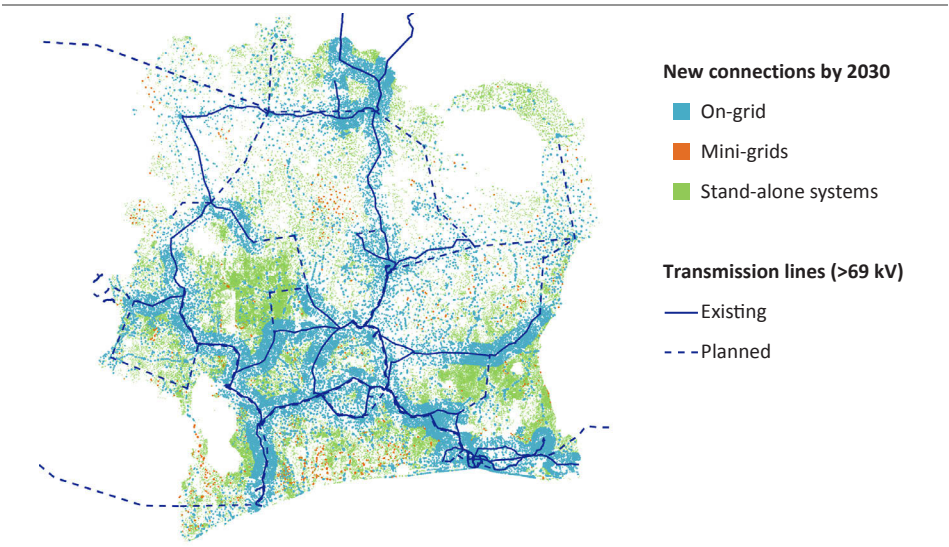 New connections by 2030
On-grid
Mini-grids
Stand-alone systems
Transmission lines (>69 kV)
Existing
Planned